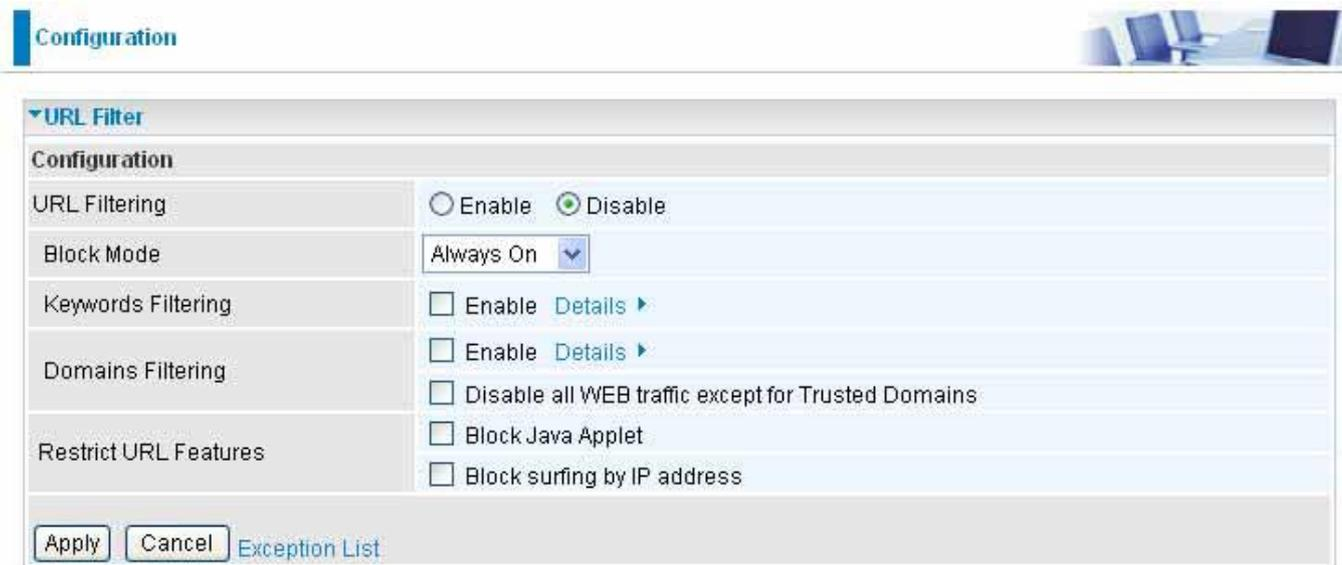 Configuration
URL Filter
Configuration
URL Filtering
Enable Disable
Block Mode
Always On
Keywords Filtering
Enable Details
Domains Filtering
Enable Details
Disable all WEB traffic except for Trusted Domains
Restrict URL Features
Block Java Applet
Block surfing by IP address
Apply Cancel Exception List